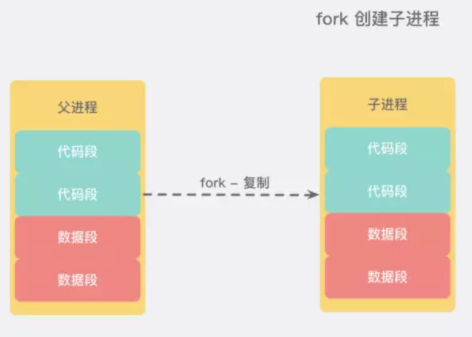 fork 创建子进程
父进程
代码段
代码段
数据段
数据段
fork - 复制
子进程
代码段
代码段
数据段
数据段